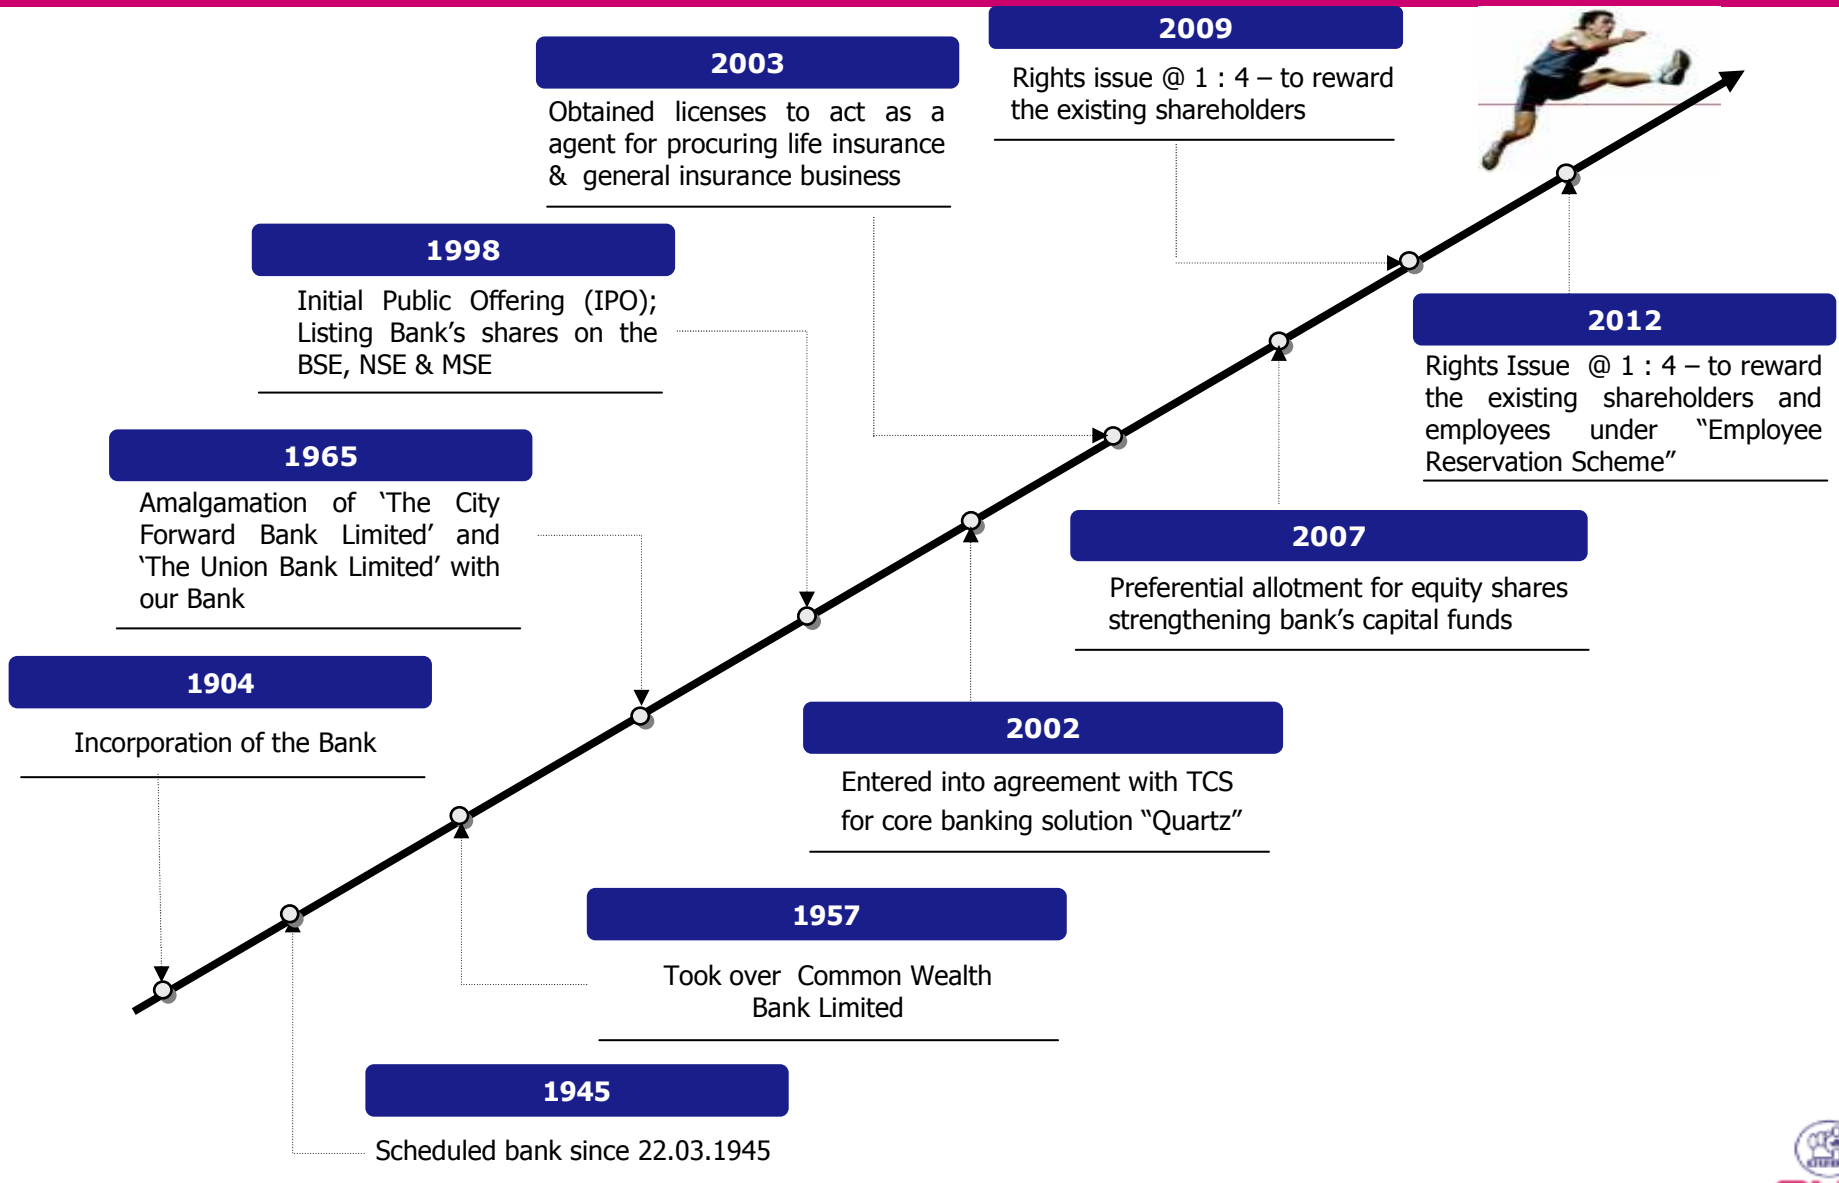 2009
Rights issue @ 1 : 4 – to reward
the existing shareholders
2003
Obtained licenses to act as a
agent for procuring life insurance
& general insurance business
1998
Initial Public Offering (IPO);
Listing Bank’s shares on the
BSE, NSE & MSE
2012
Rights Issue @ 1 : 4 – to reward
the existing shareholders and
employees under “Employee
Reservation Scheme”
1965
Amalgamation of ‘The City
Forward Bank Limited’ and
‘The Union Bank Limited’ with
our Bank
2007
Preferential allotment for equity shares
strengthening bank’s capital funds
1904
Incorporation of the Bank
2002
Entered into agreement with TCS
for core banking solution “Quartz”
1957
Took over Common Wealth
Bank Limited
1945
Scheduled bank since 22.03.1945